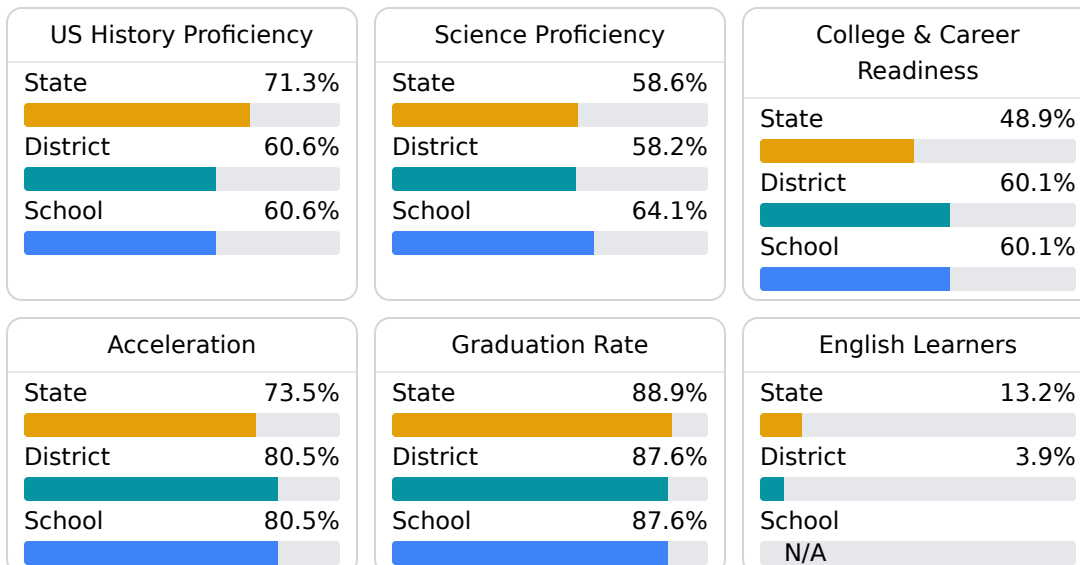 US History Proficiency
State 71.3%
District 60.6%
School 60.6%
Science Proficiency
State 58.6%
District 58.2%
School 64.1%
College & Career
Readiness
State 48.9%
District 60.1%
School 60.1%
Acceleration
State 73.5%
District 80.5%
School 80.5%
Graduation Rate
State 88.9%
District 87.6%
School 87.6%
English Learners
State 13.2%
District 3.9%
School
N/A